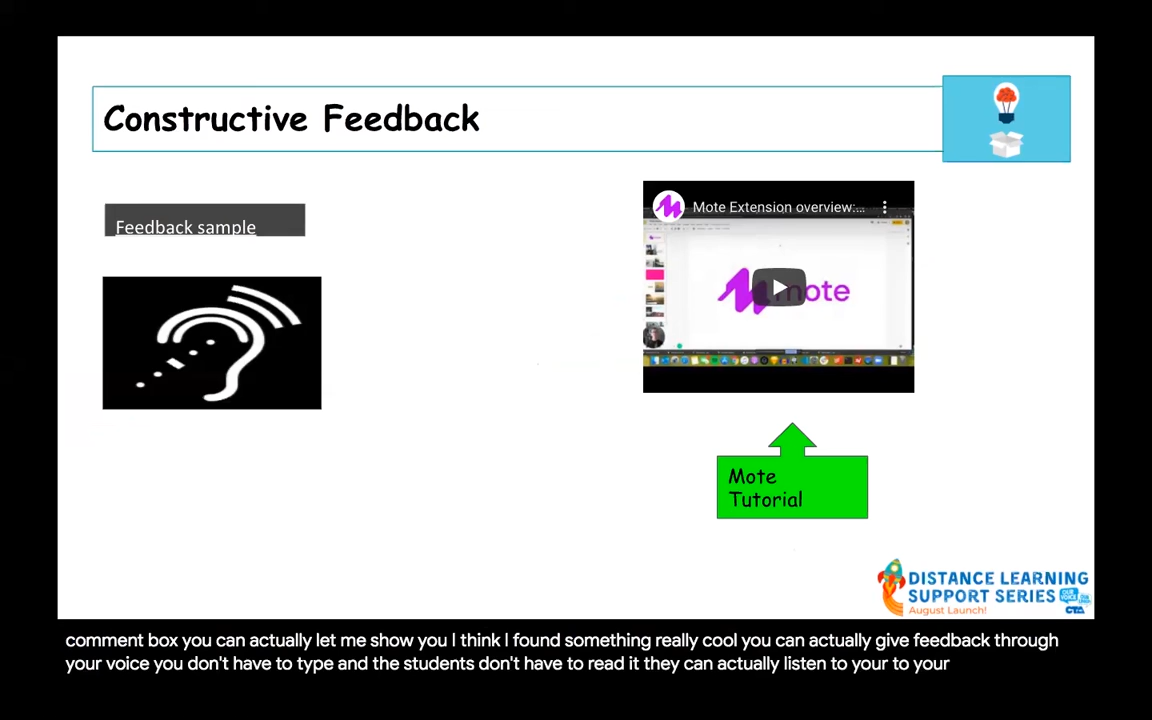 Constructive Feedback
Feedback sample
Mote Extension overview:...
mote
Mote
Tutorial
DISTANCE LEARNING
SUPPORT SERIES
August Launch!
CTA
comment box you can actually let me show you I think I found something really cool you can actually give feedback through
your voice you don't have to type and the students don't have to read it they can actually listen to your to your